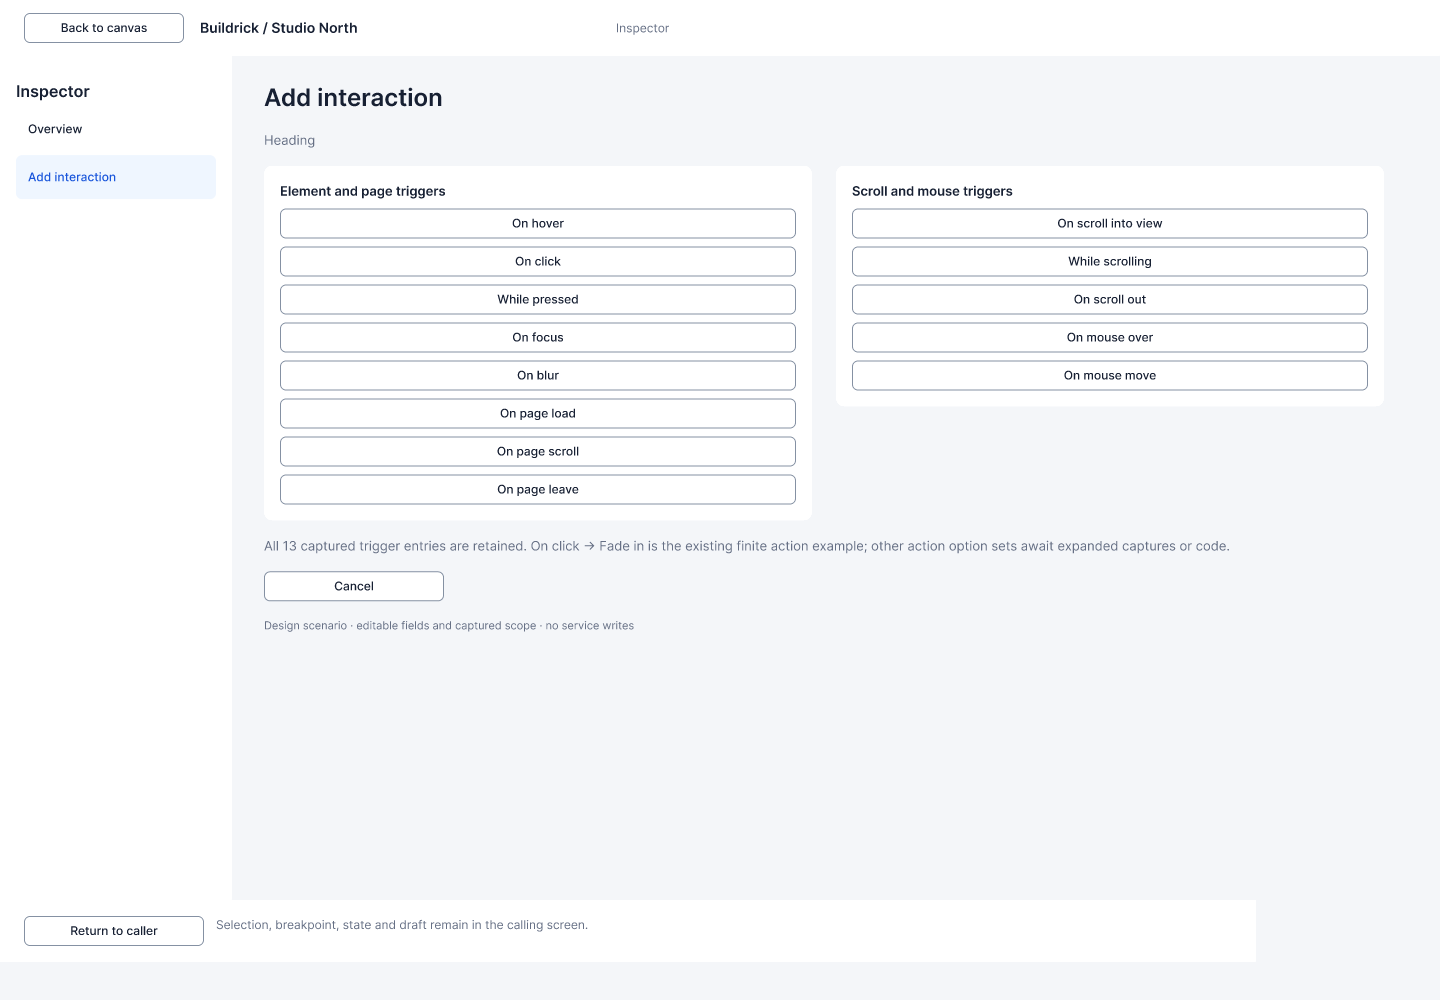 Back to canvas
Buildrick / Studio North
Inspector
Inspector
Overview
Add interaction
Add interaction
Heading
Element and page triggers
On hover
On click
While pressed
On focus
On blur
On page load
On page scroll
On page leave
Scroll and mouse triggers
On scroll into view
While scrolling
On scroll out
On mouse over
On mouse move
All 13 captured trigger entries are retained. On click → Fade in is the existing finite action example; other action option sets await expanded captures or code.
Cancel
Design scenario · editable fields and captured scope · no service writes
Return to caller
Selection, breakpoint, state and draft remain in the calling screen.